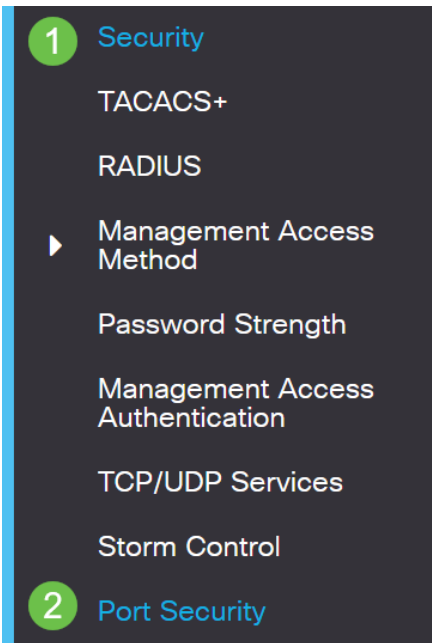 1 Security
TACACS+
RADIUS
Management Access
Method
Password Strength
Management Access
Authentication
TCP/UDP Services
Storm Control
2 Port Security